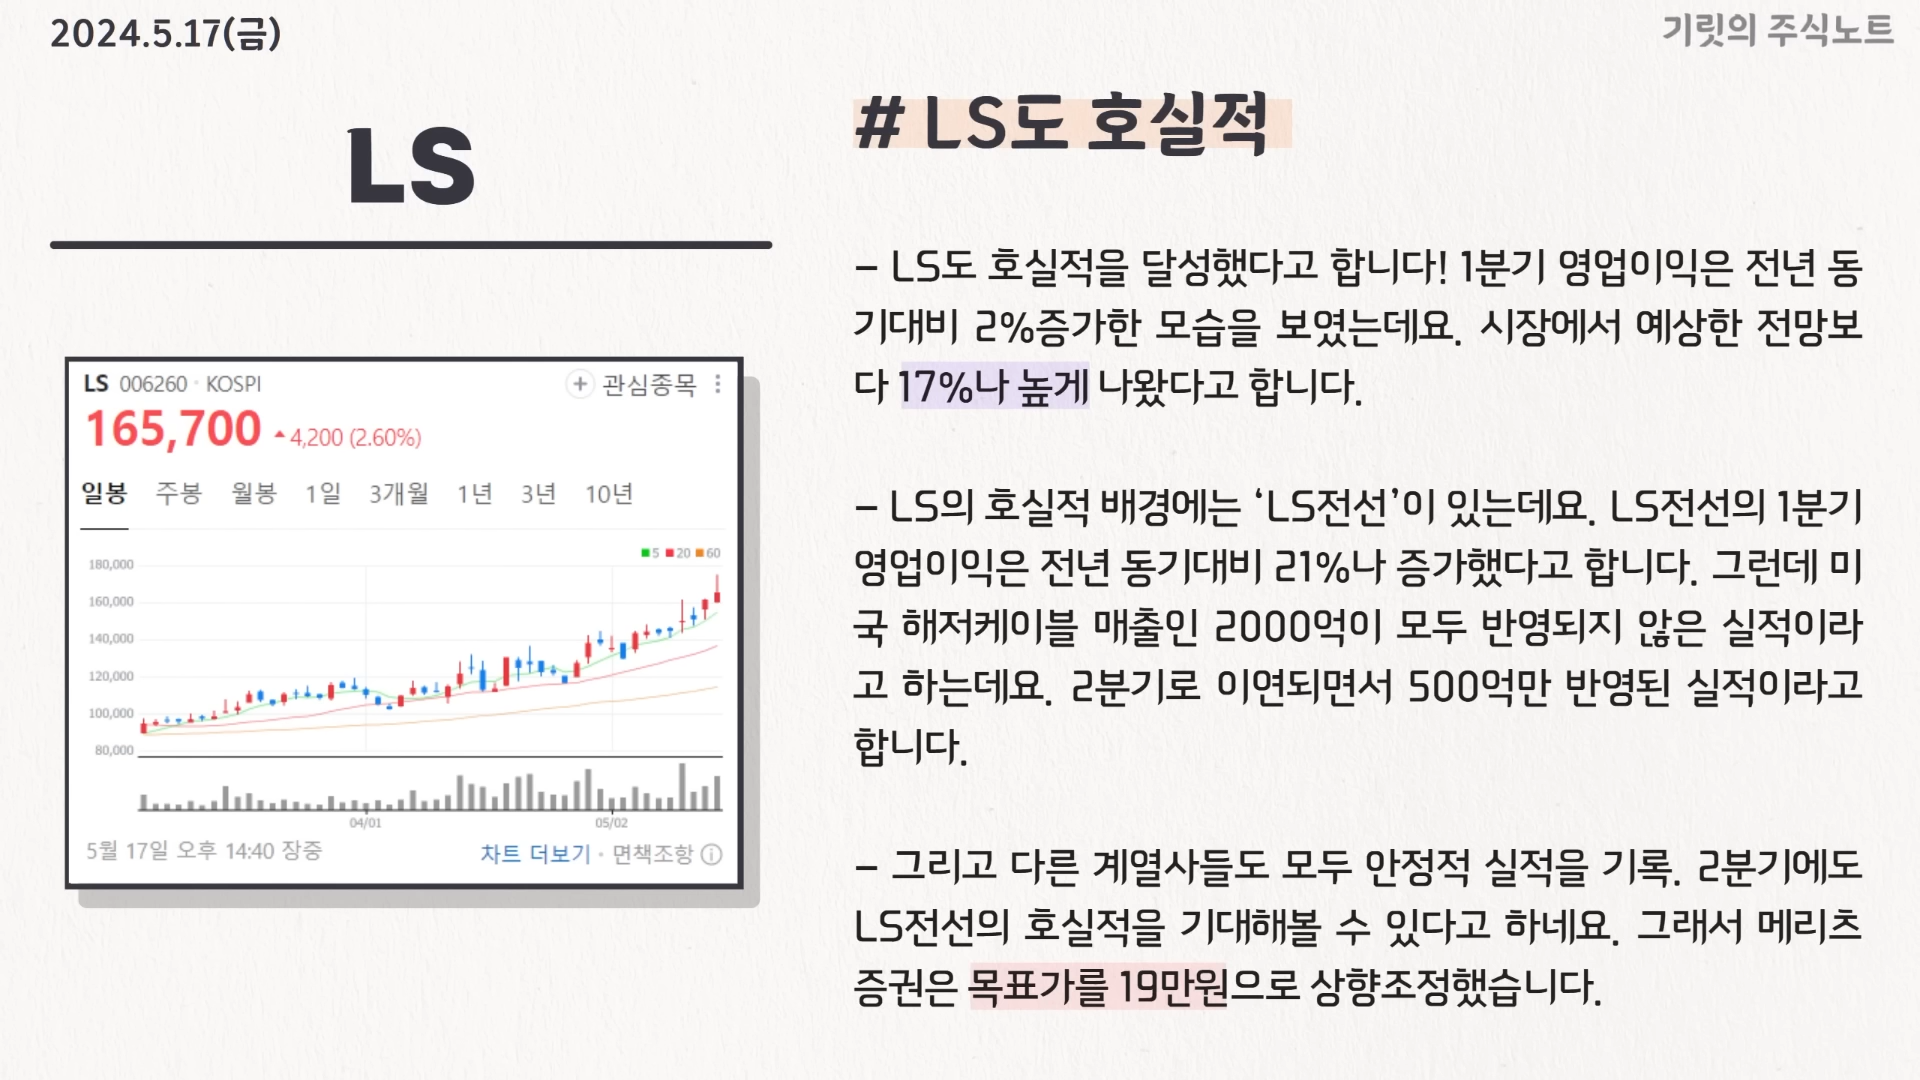 2024.5.17(금)
기릿의 주식노트
LS
LS 006260 · KOSPI
+ 관심종목
165,700 ▲4,200 (2.60%)
일봉 주봉 월봉 1일 3개월 1년 3년 10년
5 20 60
180,000
160,000
140,000
120,000
100,000
80,000
04/01 05/02
5월 17일 오후 14:40 장중
차트 더보기 · 면책조항
# LS도 호실적
– LS도 호실적을 달성했다고 합니다! 1분기 영업이익은 전년 동
기대비 2%증가한 모습을 보였는데요. 시장에서 예상한 전망보
다 17%나 높게 나왔다고 합니다.
– LS의 호실적 배경에는 ‘LS전선’이 있는데요. LS전선의 1분기
영업이익은 전년 동기대비 21%나 증가했다고 합니다. 그런데 미
국 해저케이블 매출인 2000억이 모두 반영되지 않은 실적이라
고 하는데요. 2분기로 이연되면서 500억만 반영된 실적이라고
합니다.
– 그리고 다른 계열사들도 모두 안정적 실적을 기록. 2분기에도
LS전선의 호실적을 기대해볼 수 있다고 하네요. 그래서 메리츠
증권은 목표가를 19만원으로 상향조정했습니다.